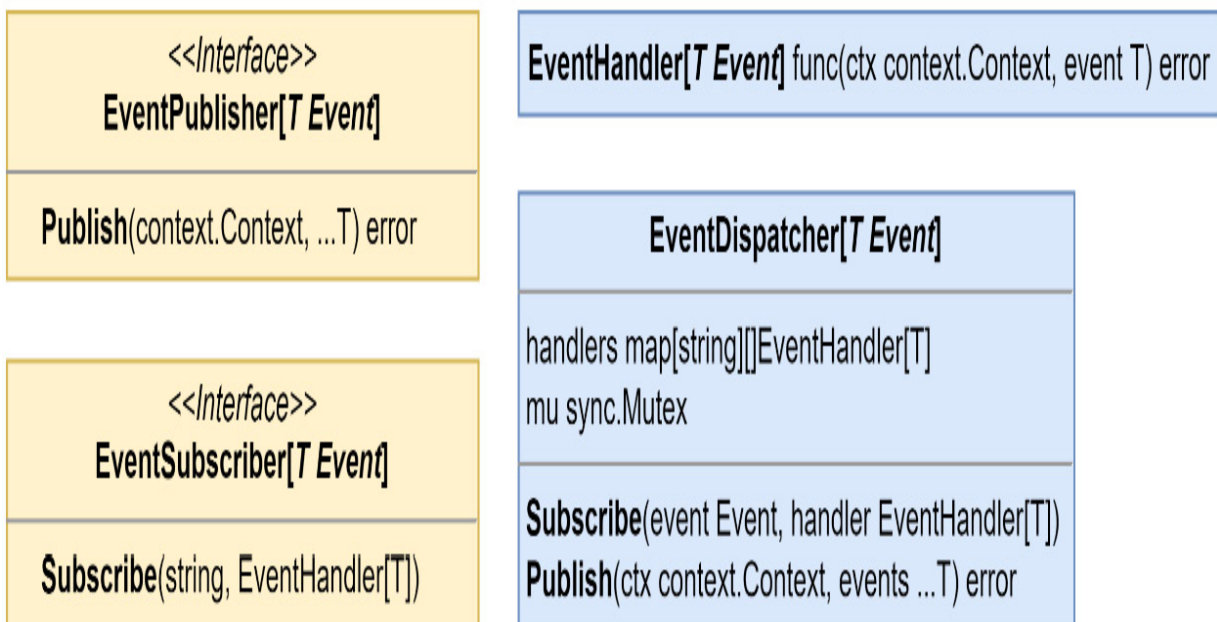 <<Interface>>
EventPublisher[T Event]
Publish(context.Context, ...T) error
<<Interface>>
EventSubscriber[T Event]
Subscribe(string, EventHandler[T])
EventHandler[T Event] func(ctx context.Context, event T) error
EventDispatcher[T Event]
handlers map[string][]EventHandler[T]
mu sync.Mutex
Subscribe(event Event, handler EventHandler[T])
Publish(ctx context.Context, events ...T) error